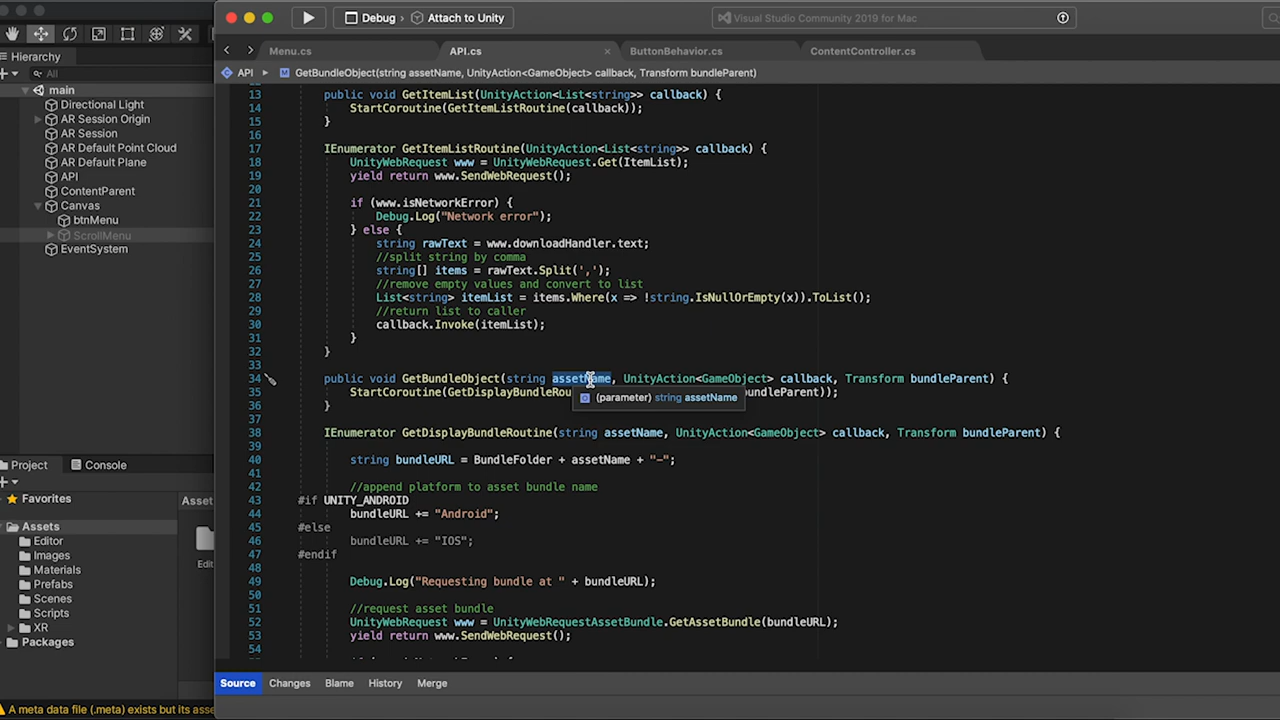 Debug › Attach to Unity
Visual Studio Community 2019 for Mac
Menu.cs
API.cs
ButtonBehavior.cs
ContentController.cs
API
GetBundleObject(string assetName, UnityAction<GameObject> callback, Transform bundleParent)
Hierarchy
All
main
Directional Light
AR Session Origin
AR Session
AR Default Point Cloud
AR Default Plane
API
ContentParent
Canvas
btnMenu
ScrollMenu
EventSystem
13 public void GetItemList(UnityAction<List<string>> callback) {
14 StartCoroutine(GetItemListRoutine(callback));
15 }
16
17 IEnumerator GetItemListRoutine(UnityAction<List<string>> callback) {
18 UnityWebRequest www = UnityWebRequest.Get(ItemList);
19 yield return www.SendWebRequest();
20
21 if (www.isNetworkError) {
22 Debug.Log("Network error");
23 } else {
24 string rawText = www.downloadHandler.text;
25 //split string by comma
26 string[] items = rawText.Split(',');
27 //remove empty values and convert to list
28 List<string> itemList = items.Where(x => !string.IsNullOrEmpty(x)).ToList();
29 //return list to caller
30 callback.Invoke(itemList);
31 }
32 }
33
34 public void GetBundleObject(string assetName, UnityAction<GameObject> callback, Transform bundleParent) {
35 StartCoroutine(GetDisplayBundleRou bundleParent));
(parameter) string assetName
36 }
37
38 IEnumerator GetDisplayBundleRoutine(string assetName, UnityAction<GameObject> callback, Transform bundleParent) {
39
40 string bundleURL = BundleFolder + assetName + "-";
41
42 //append platform to asset bundle name
43 #if UNITY_ANDROID
44 bundleURL += "Android";
45 #else
46 bundleURL += "IOS";
47 #endif
48
49 Debug.Log("Requesting bundle at " + bundleURL);
50
51 //request asset bundle
52 UnityWebRequest www = UnityWebRequestAssetBundle.GetAssetBundle(bundleURL);
53 yield return www.SendWebRequest();
54
Project
Console
Favorites
Assets
Editor
Images
Materials
Prefabs
Scenes
Scripts
XR
Packages
Asset
Edi
Source
Changes
Blame
History
Merge
A meta data file (.meta) exists but its asse